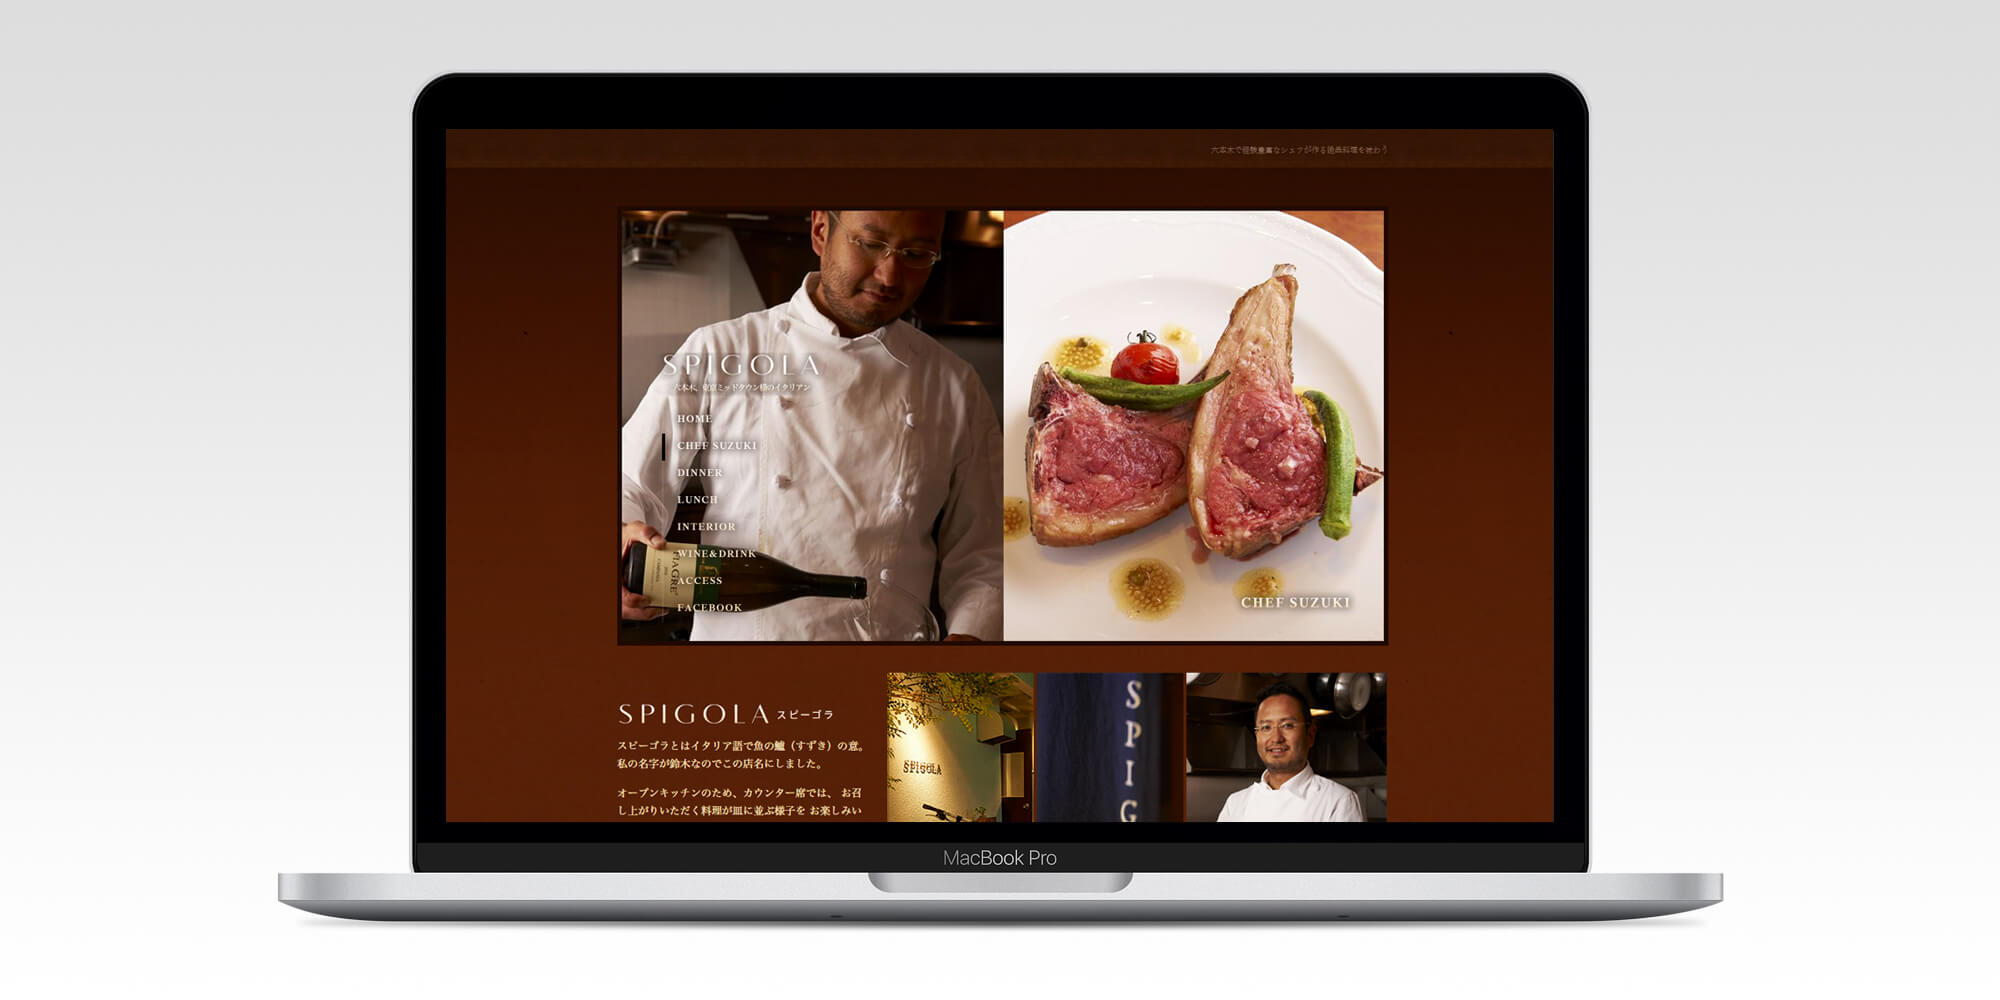 六本木で経験豊富なシェフが作る絶品料理を味わう
SPIGOLA
六本木、東京ミッドタウン横のイタリアン
HOME
CHEF SUZUKI
DINNER
LUNCH
INTERIOR
WINE&DRINK
ACCESS
FACEBOOK
CHEF SUZUKI
SPIGOLA スピーゴラ
スピーゴラとはイタリア語で魚の鱸（すずき）の意。
私の名字が鈴木なのでこの店名にしました。
オープンキッチンのため、カウンター席では、 お召
し上がりいただく料理が皿に並ぶ様子を お楽しみい
SPIGOLA
SPIG
MacBook Pro